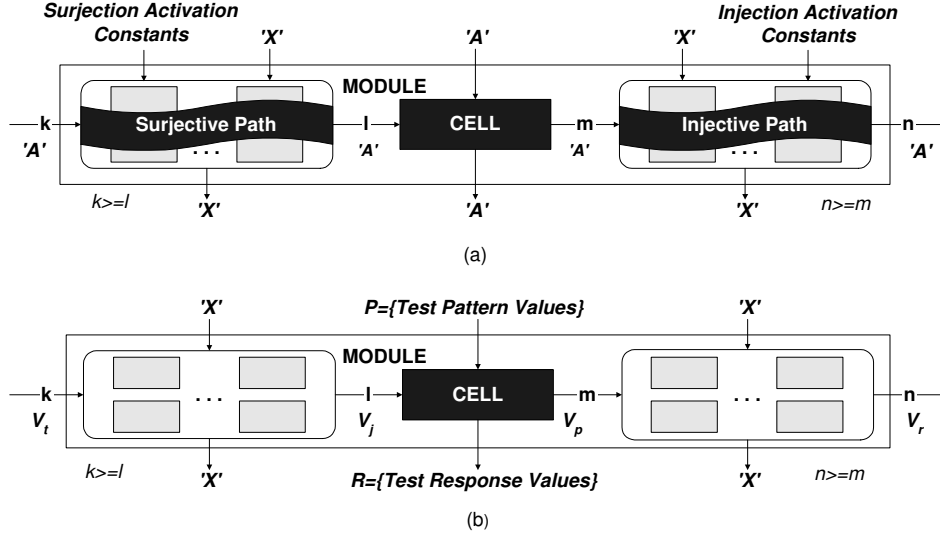 Surjection Activation
Constants
'X'
'A'
'X'
Injection Activation
Constants
MODULE
k
'A'
Surjective Path
. . .
l
'A'
CELL
m
'A'
Injective Path
. . .
n
'A'
k>=l
'X'
'A'
'X'
n>=m
(a)
'X'
P={Test Pattern Values}
'X'
MODULE
k
V_t
. . .
l
V_j
CELL
m
V_p
. . .
n
V_r
k>=l
'X'
R={Test Response Values}
'X'
n>=m
(b)